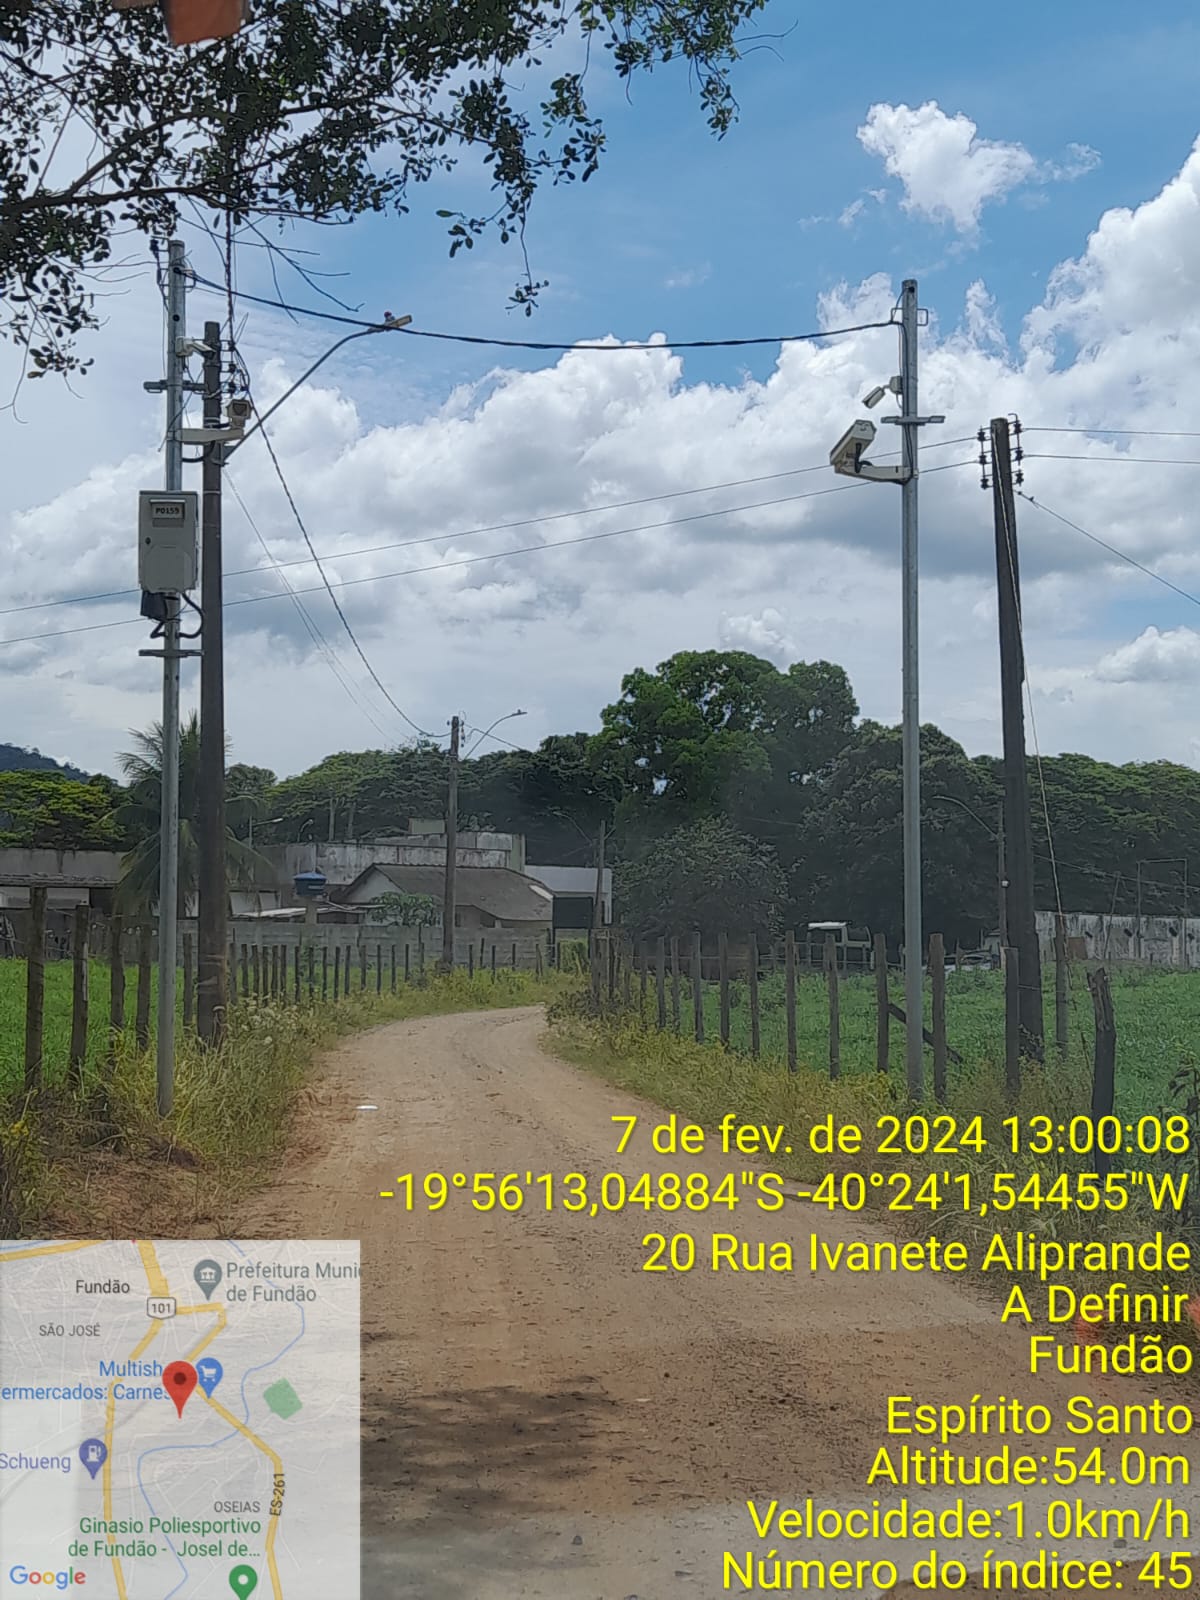 P0159
7 de fev. de 2024 13:00:08
-19°56'13,04884"S -40°24'1,54455"W
20 Rua Ivanete Aliprande
A Definir
Fundão
Espírito Santo
Altitude:54.0m
Velocidade:1.0km/h
Número do índice: 45
Fundão
Prefeitura Munic
de Fundão
101
SÃO JOSÉ
Multish
ermercados: Carnes
Schueng
OSEIAS
ES-261
Ginasio Poliesportivo
de Fundão - Josel de...
Google